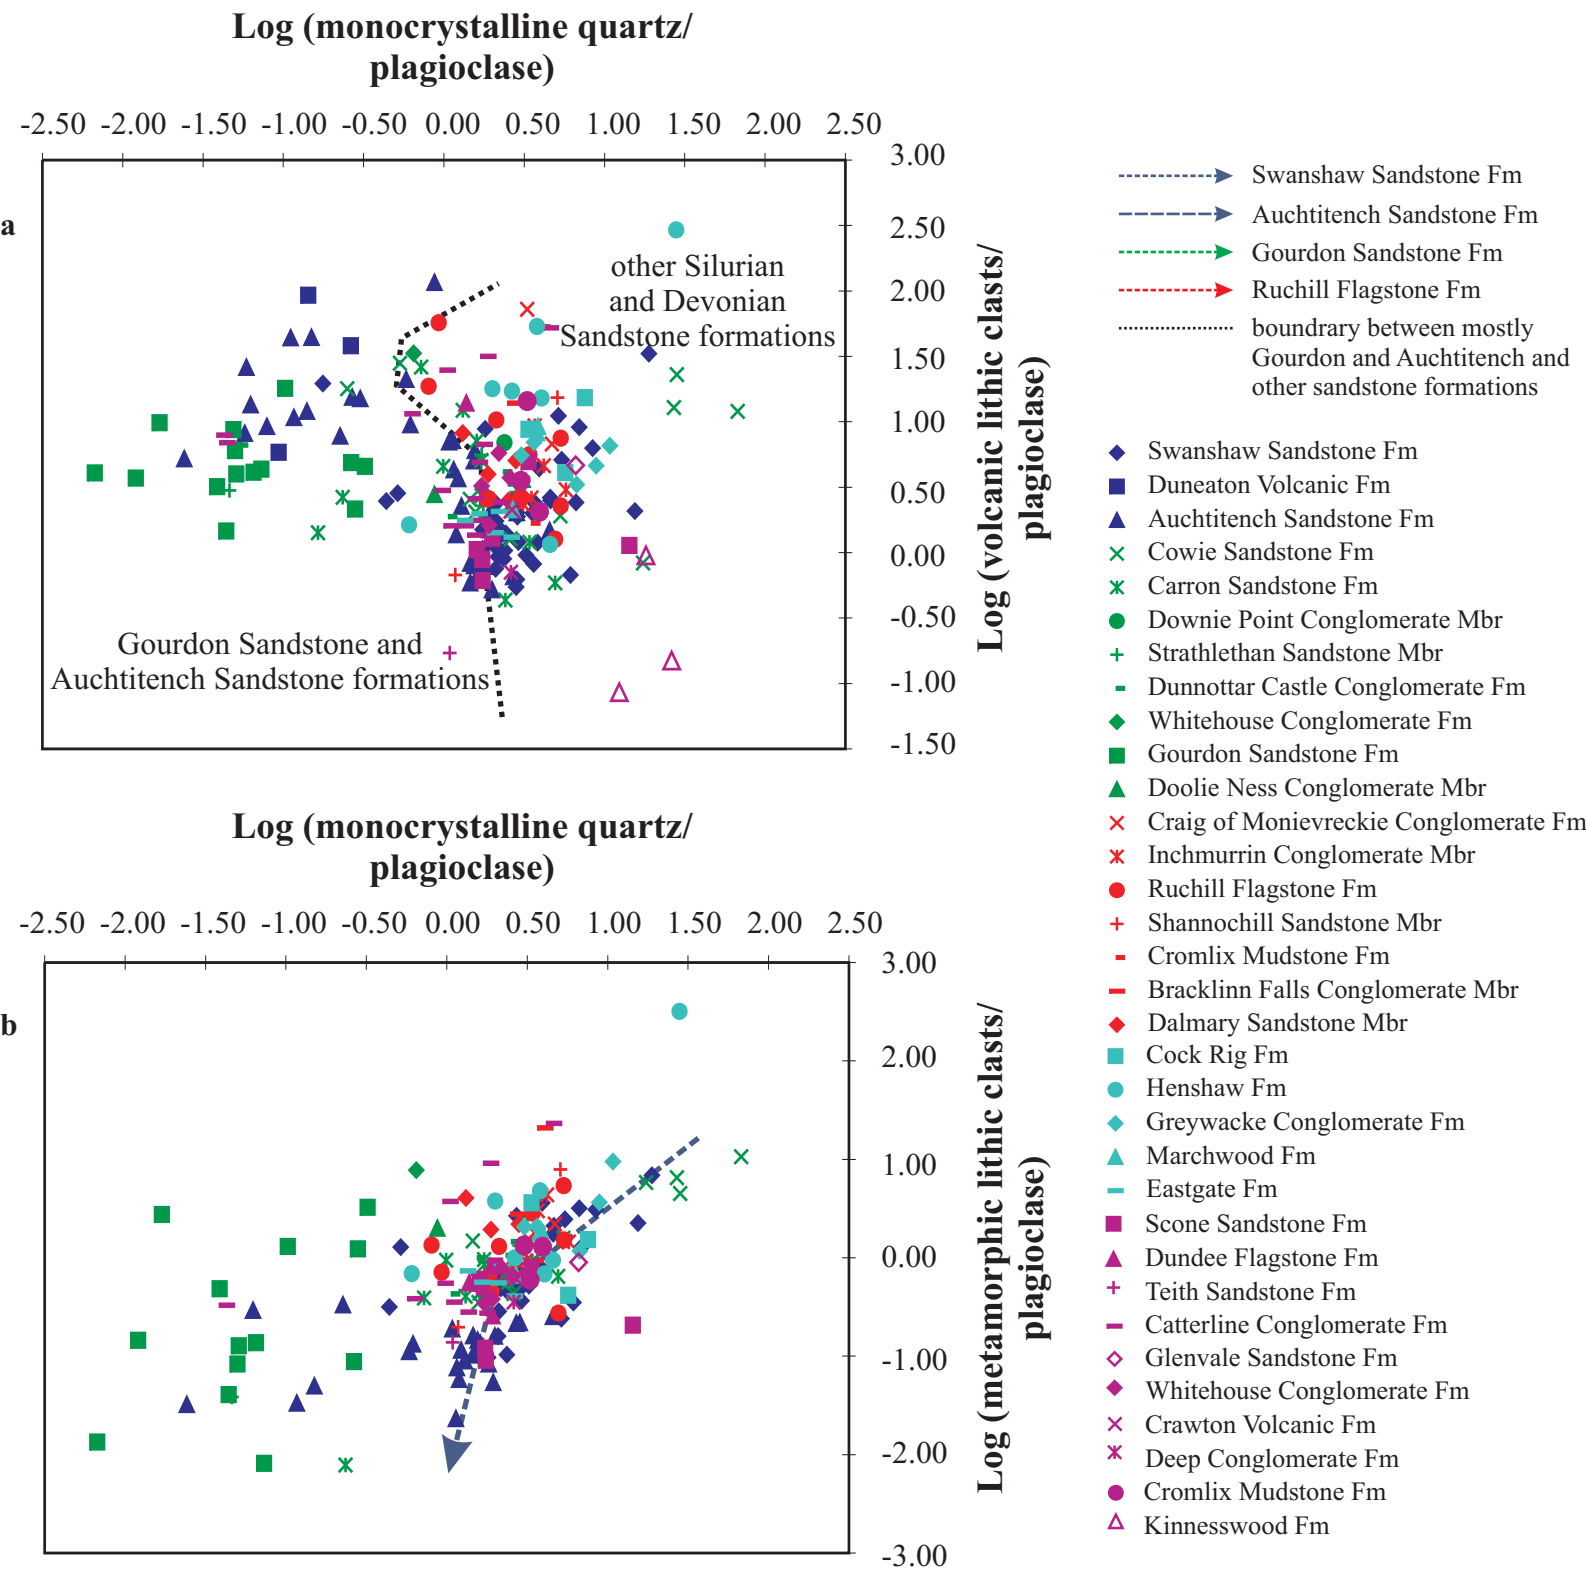 Log (monocrystalline quartz/
plagioclase)
-2.50 -2.00 -1.50 -1.00 -0.50 0.00 0.50 1.00 1.50 2.00 2.50
a
3.00
2.50
2.00
1.50
1.00
0.50
0.00
-0.50
-1.00
-1.50
Log (volcanic lithic clasts/
plagioclase)
other Silurian
and Devonian
Sandstone formations
Gourdon Sandstone and
Auchtitench Sandstone formations
Log (monocrystalline quartz/
plagioclase)
-2.50 -2.00 -1.50 -1.00 -0.50 0.00 0.50 1.00 1.50 2.00 2.50
b
3.00
2.00
1.00
0.00
-1.00
-2.00
-3.00
Log (metamorphic lithic clasts/
plagioclase)
Swanshaw Sandstone Fm
Auchtitench Sandstone Fm
Gourdon Sandstone Fm
Ruchill Flagstone Fm
boundrary between mostly
Gourdon and Auchtitench and
other sandstone formations
Swanshaw Sandstone Fm
Duneaton Volcanic Fm
Auchtitench Sandstone Fm
Cowie Sandstone Fm
Carron Sandstone Fm
Downie Point Conglomerate Mbr
Strathlethan Sandstone Mbr
Dunnottar Castle Conglomerate Fm
Whitehouse Conglomerate Fm
Gourdon Sandstone Fm
Doolie Ness Conglomerate Mbr
Craig of Monievreckie Conglomerate Fm
Inchmurrin Conglomerate Mbr
Ruchill Flagstone Fm
Shannochill Sandstone Mbr
Cromlix Mudstone Fm
Bracklinn Falls Conglomerate Mbr
Dalmary Sandstone Mbr
Cock Rig Fm
Henshaw Fm
Greywacke Conglomerate Fm
Marchwood Fm
Eastgate Fm
Scone Sandstone Fm
Dundee Flagstone Fm
Teith Sandstone Fm
Catterline Conglomerate Fm
Glenvale Sandstone Fm
Whitehouse Conglomerate Fm
Crawton Volcanic Fm
Deep Conglomerate Fm
Cromlix Mudstone Fm
Kinnesswood Fm